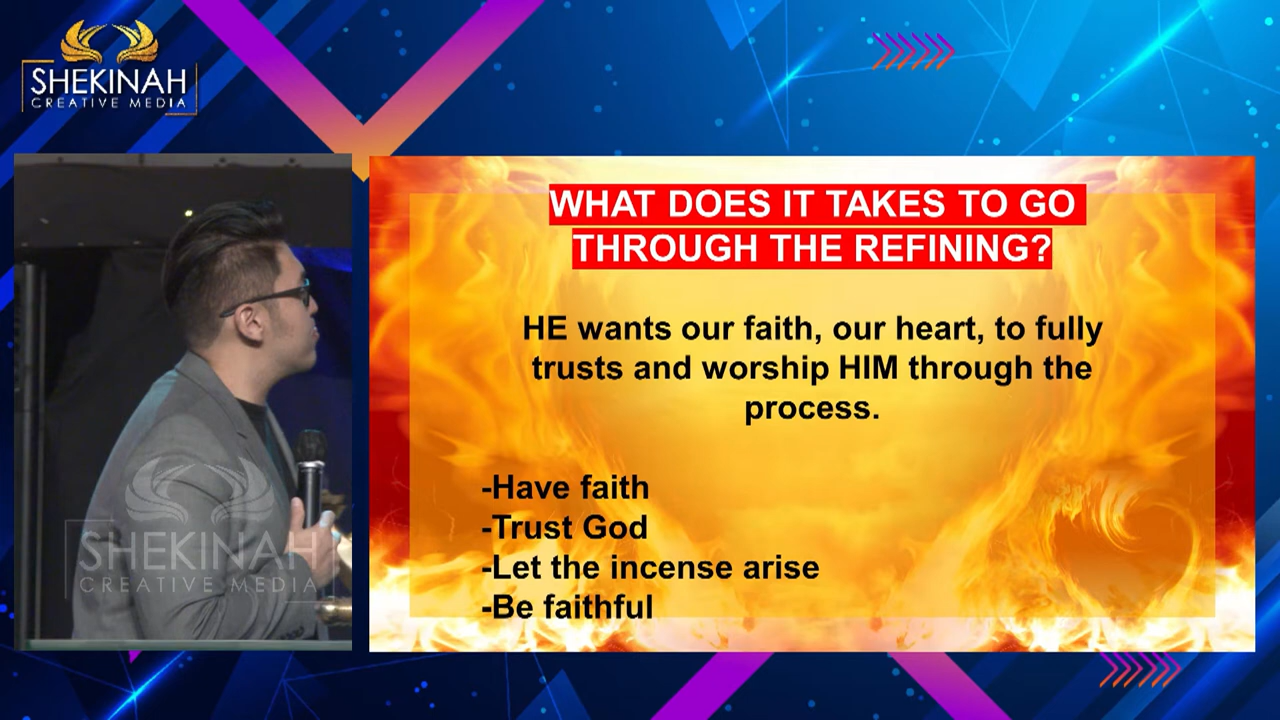 SHEKINAH
CREATIVE MEDIA
WHAT DOES IT TAKES TO GO
THROUGH THE REFINING?
HE wants our faith, our heart, to fully
trusts and worship HIM through the
process.
-Have faith
-Trust God
-Let the incense arise
-Be faithful
SHEKINAH
CREATIVE MEDIA